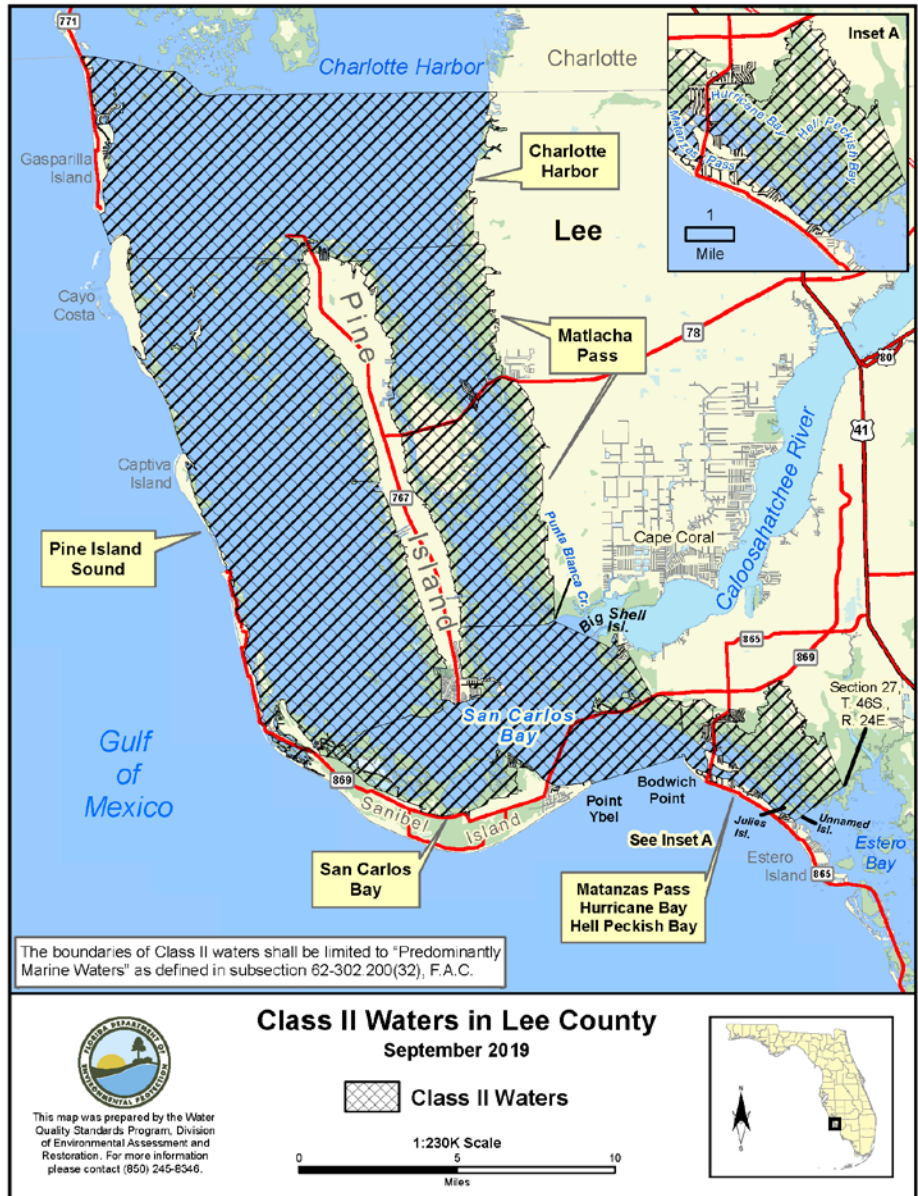 771
Charlotte Harbor
Charlotte
Inset A
Hurricane Bay
Hell Peckish Bay
Matanzas Pass
1
Mile
Gasparilla
Island
Charlotte
Harbor
Lee
Cayo
Costa
Pine Island
Matlacha
Pass
78
80
41
Captiva
Island
767
Caloosahatchee River
Pine Island
Sound
Punta Blanca Cr.
Cape Coral
Big Shell
Isl.
865
869
Section 27,
T. 46S.,
R. 24E.
San Carlos
Bay
Gulf
of
Mexico
869
Sanibel Island
Point
Ybel
Bodwich
Point
See Inset A
Julies
Isl.
Unnamed
Isl.
Estero
Bay
Estero
Island
865
San Carlos
Bay
Matanzas Pass
Hurricane Bay
Hell Peckish Bay
The boundaries of Class II waters shall be limited to "Predominantly
Marine Waters" as defined in subsection 62-302.200(32), F.A.C.
Class II Waters in Lee County
September 2019
Class II Waters
1:230K Scale
0 5 10
Miles
FLORIDA DEPARTMENT OF
ENVIRONMENTAL PROTECTION
This map was prepared by the Water
Quality Standards Program, Division
of Environmental Assessment and
Restoration. For more information
please contact (850) 245-8346.
N
S